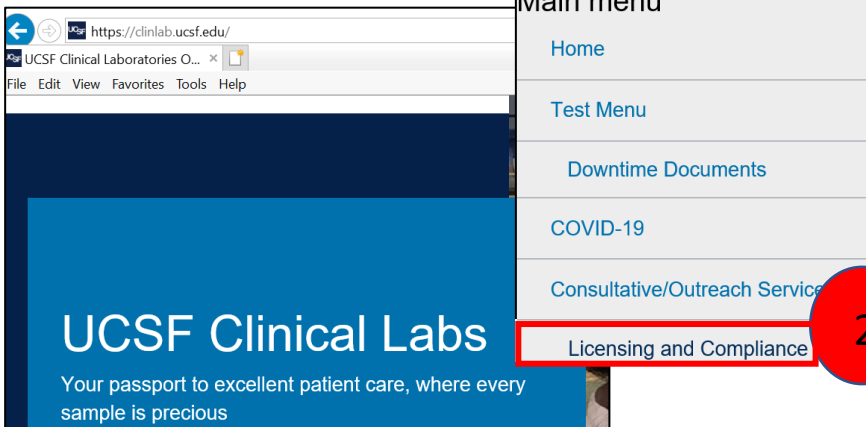 https://clinlab.ucsf.edu/
UCSF Clinical Laboratories O...
File Edit View Favorites Tools Help
UCSF Clinical Labs
Your passport to excellent patient care, where every
sample is precious
Main menu
Home
Test Menu
Downtime Documents
COVID-19
Consultative/Outreach Service
Licensing and Compliance
2